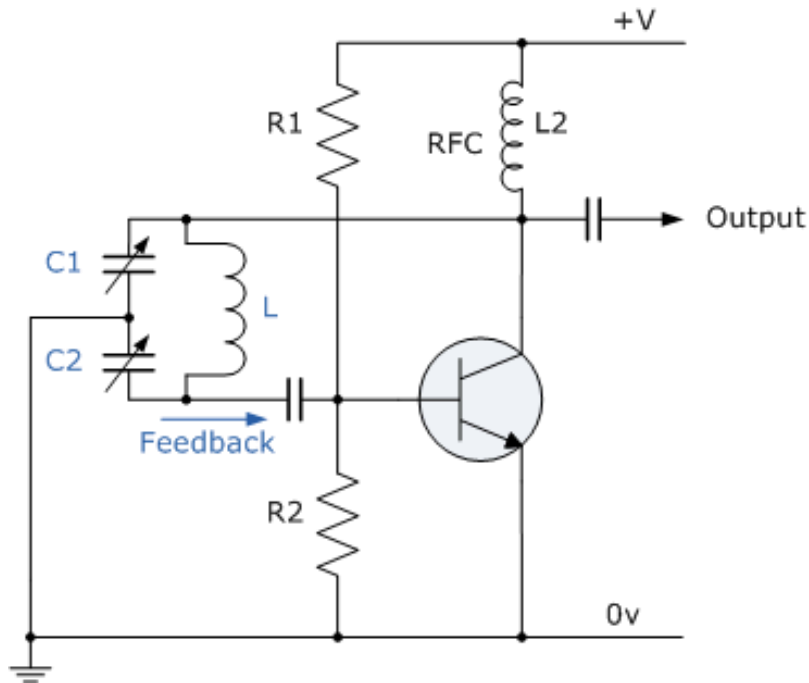 +V
R1
RFC
L2
Output
C1
L
C2
Feedback
R2
0v